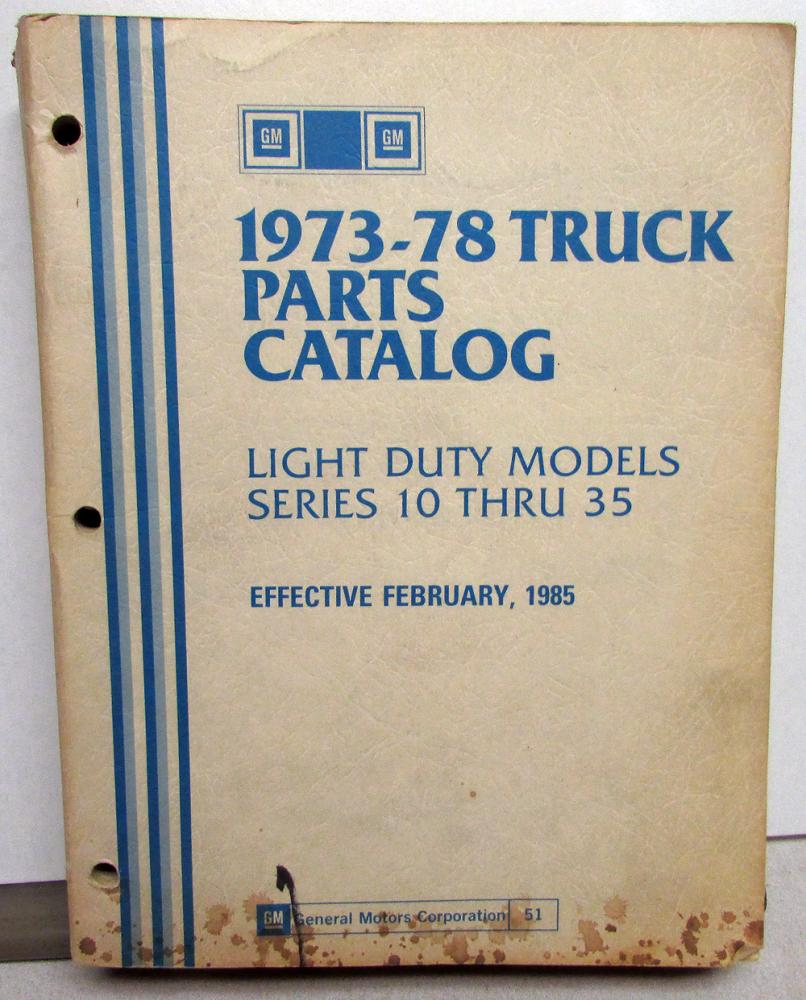 GM GM
1973-78 TRUCK
PARTS
CATALOG
LIGHT DUTY MODELS
SERIES 10 THRU 35
EFFECTIVE FEBRUARY, 1985
GM General Motors Corporation 51